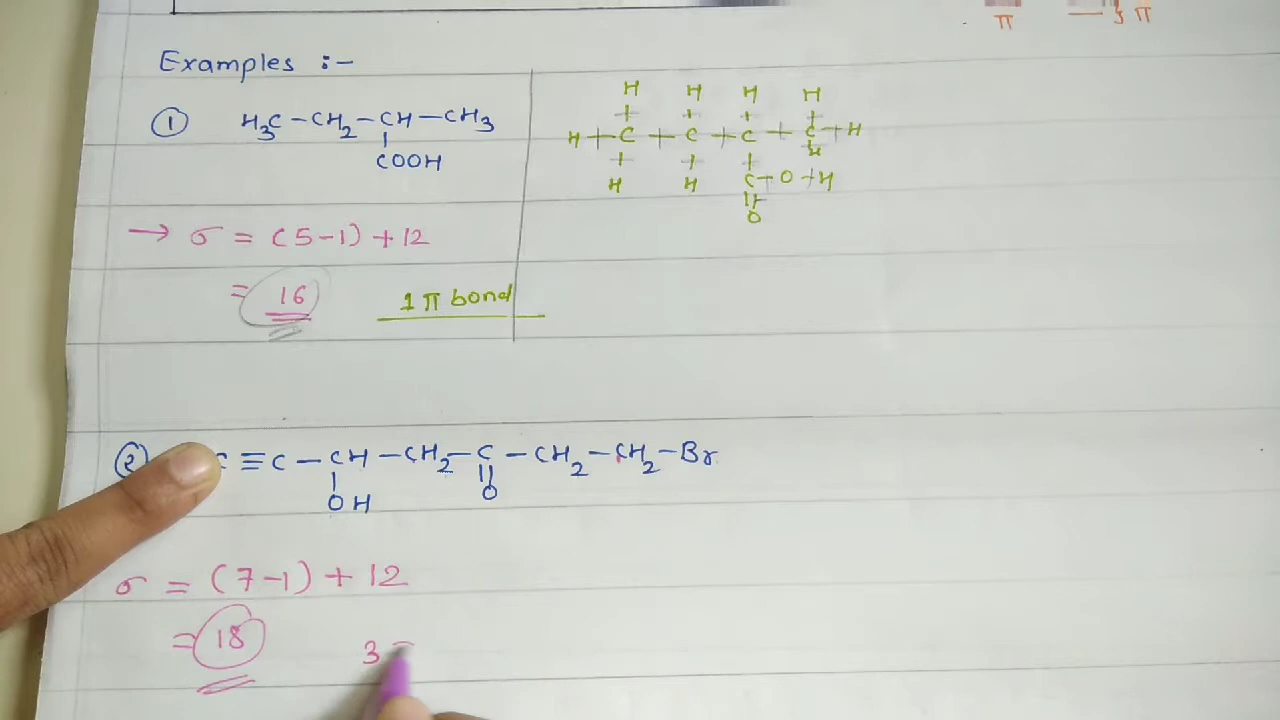 π — } π
Examples :-
① H₃C – CH₂ – CH – CH₃
COOH
H H H H
H C C C C H
H H H
C O H
O
→ σ = (5-1) + 12
= 16 1 π bond
② C ≡ C – CH – CH₂ – C – CH₂ – CH₂ – Br
OH O
σ = (7-1) + 12
= 18 3